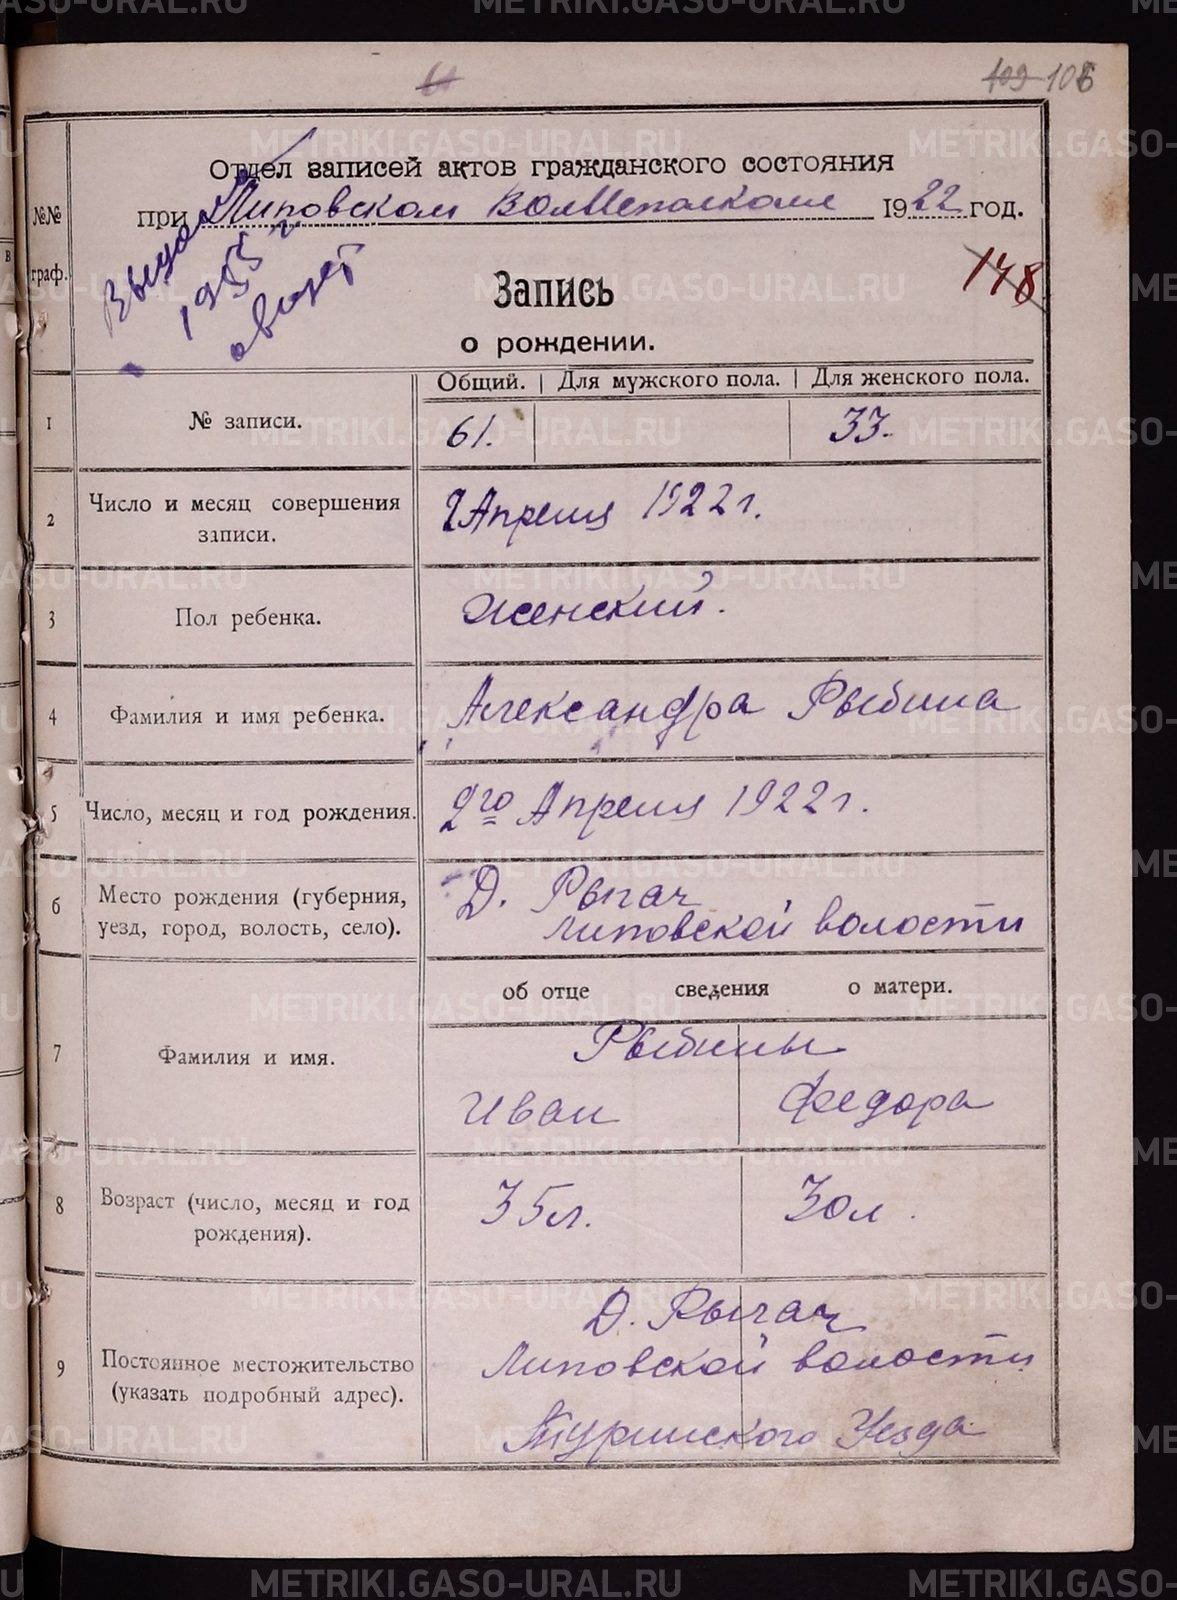 61
109 106
Отдел записей актов гражданского состояния
при Липовском Волисполкоме 1922 год.
1955 г
№№
граф.
148
Запись
о рождении.
Общий. | Для мужского пола. | Для женского пола.
1 № записи. 61. 33.
2 Число и месяц совершения
записи.
2 Апреля 1922 г.
3 Пол ребенка. женский.
4 Фамилия и имя ребенка. Александра Рыбина
5 Число, месяц и год рождения. 2го Апреля 1922 г.
6 Место рождения (губерния,
уезд, город, волость, село).
Д. Рычач
Липовской волости
об отце сведения о матери.
7 Фамилия и имя. Рыбины
Иван Федора
8 Возраст (число, месяц и год
рождения).
35 л. 30 л.
9 Постоянное местожительство
(указать подробный адрес).
Д. Рычач
Липовской волости
Туринского Уезда
METRIKI.GASO-URAL.RU